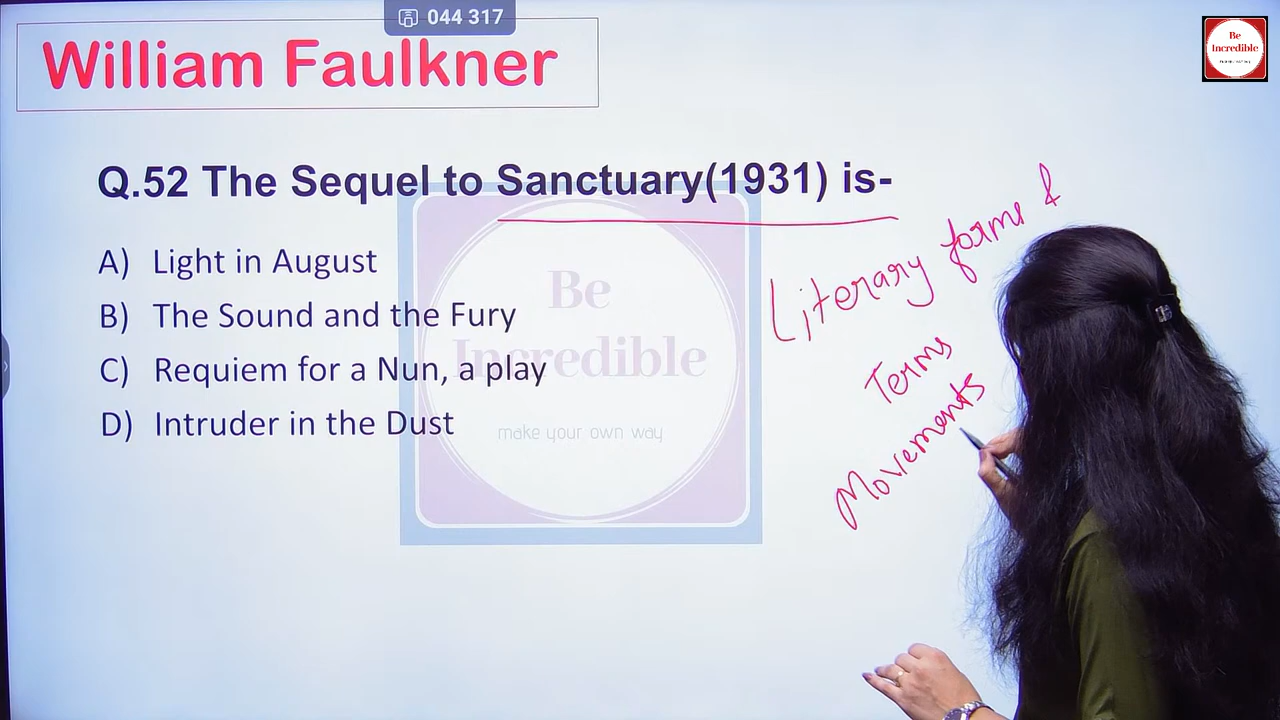 044 317
William Faulkner
Be
Incredible
Q.52 The Sequel to Sanctuary(1931) is-
A) Light in August
B) The Sound and the Fury
C) Requiem for a Nun, a play
D) Intruder in the Dust
Be
Incredible
make your own way
Literary forms &
Terms
Movements